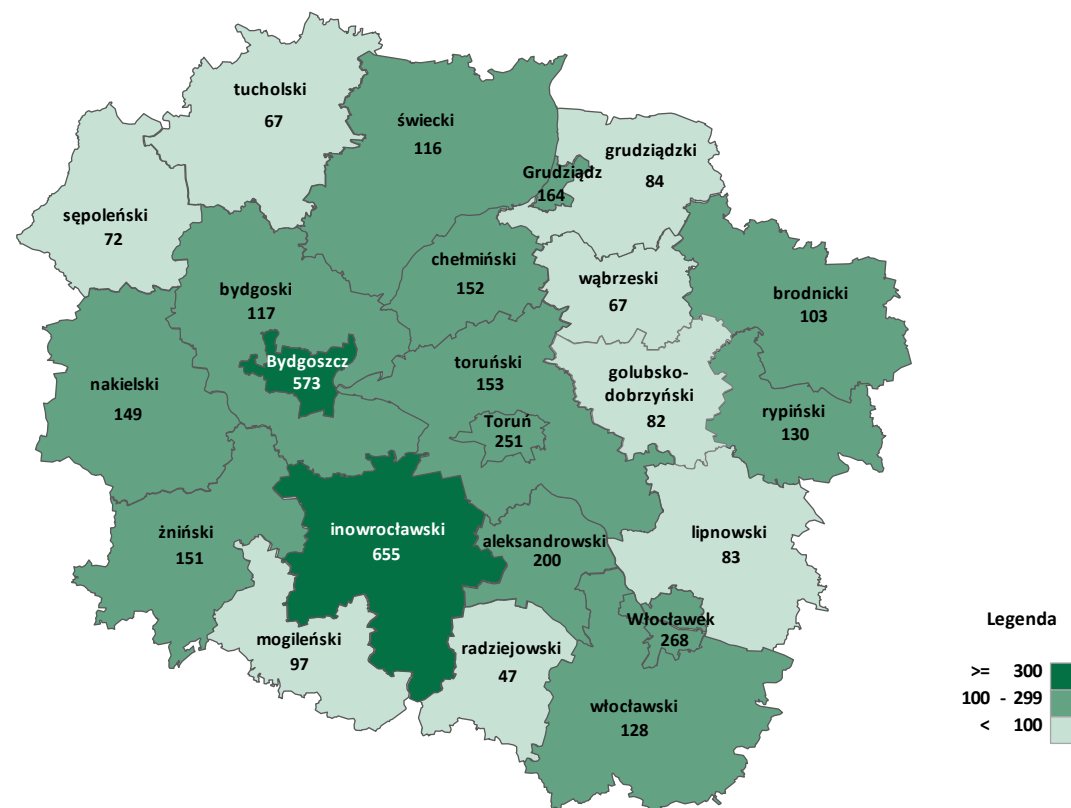 tucholski
67
świecki
116
grudziądzki
84
Grudziądz
164
sępoleński
72
chełmiński
152
wąbrzeski
67
brodnicki
103
bydgoski
117
Bydgoszcz
573
toruński
153
golubsko-
dobrzyński
82
nakielski
149
rypiński
130
Toruń
251
żniński
151
inowrocławski
655
aleksandrowski
200
lipnowski
83
Włocławek
268
mogileński
97
radziejowski
47
włocławski
128
Legenda
>= 300
100 - 299
< 100